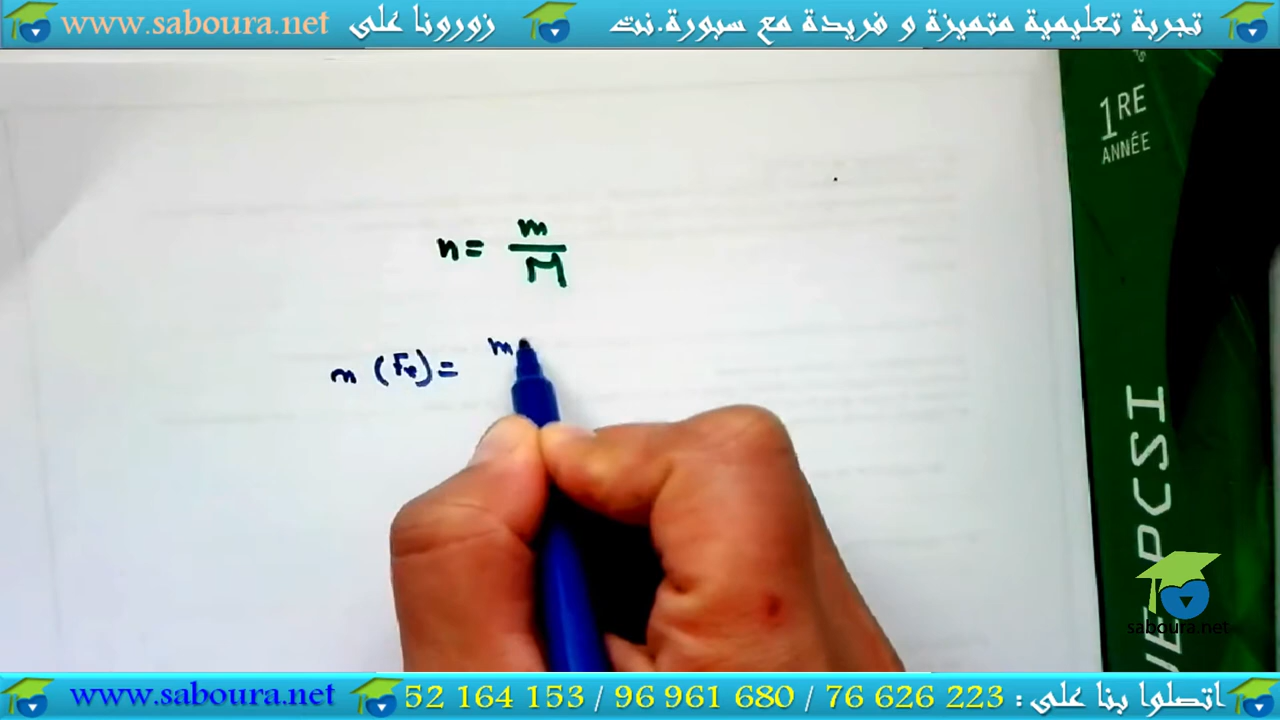 زورونا على www.saboura.net
تجربة تعليمية متميزة و فريدة مع سبورة.نت
1RE
ANNÉE
n = m/M
n (Fe) = m
PCSI
saboura.net
www.saboura.net
اتصلوا بنا على : 52 164 153 / 96 961 680 / 76 626 223